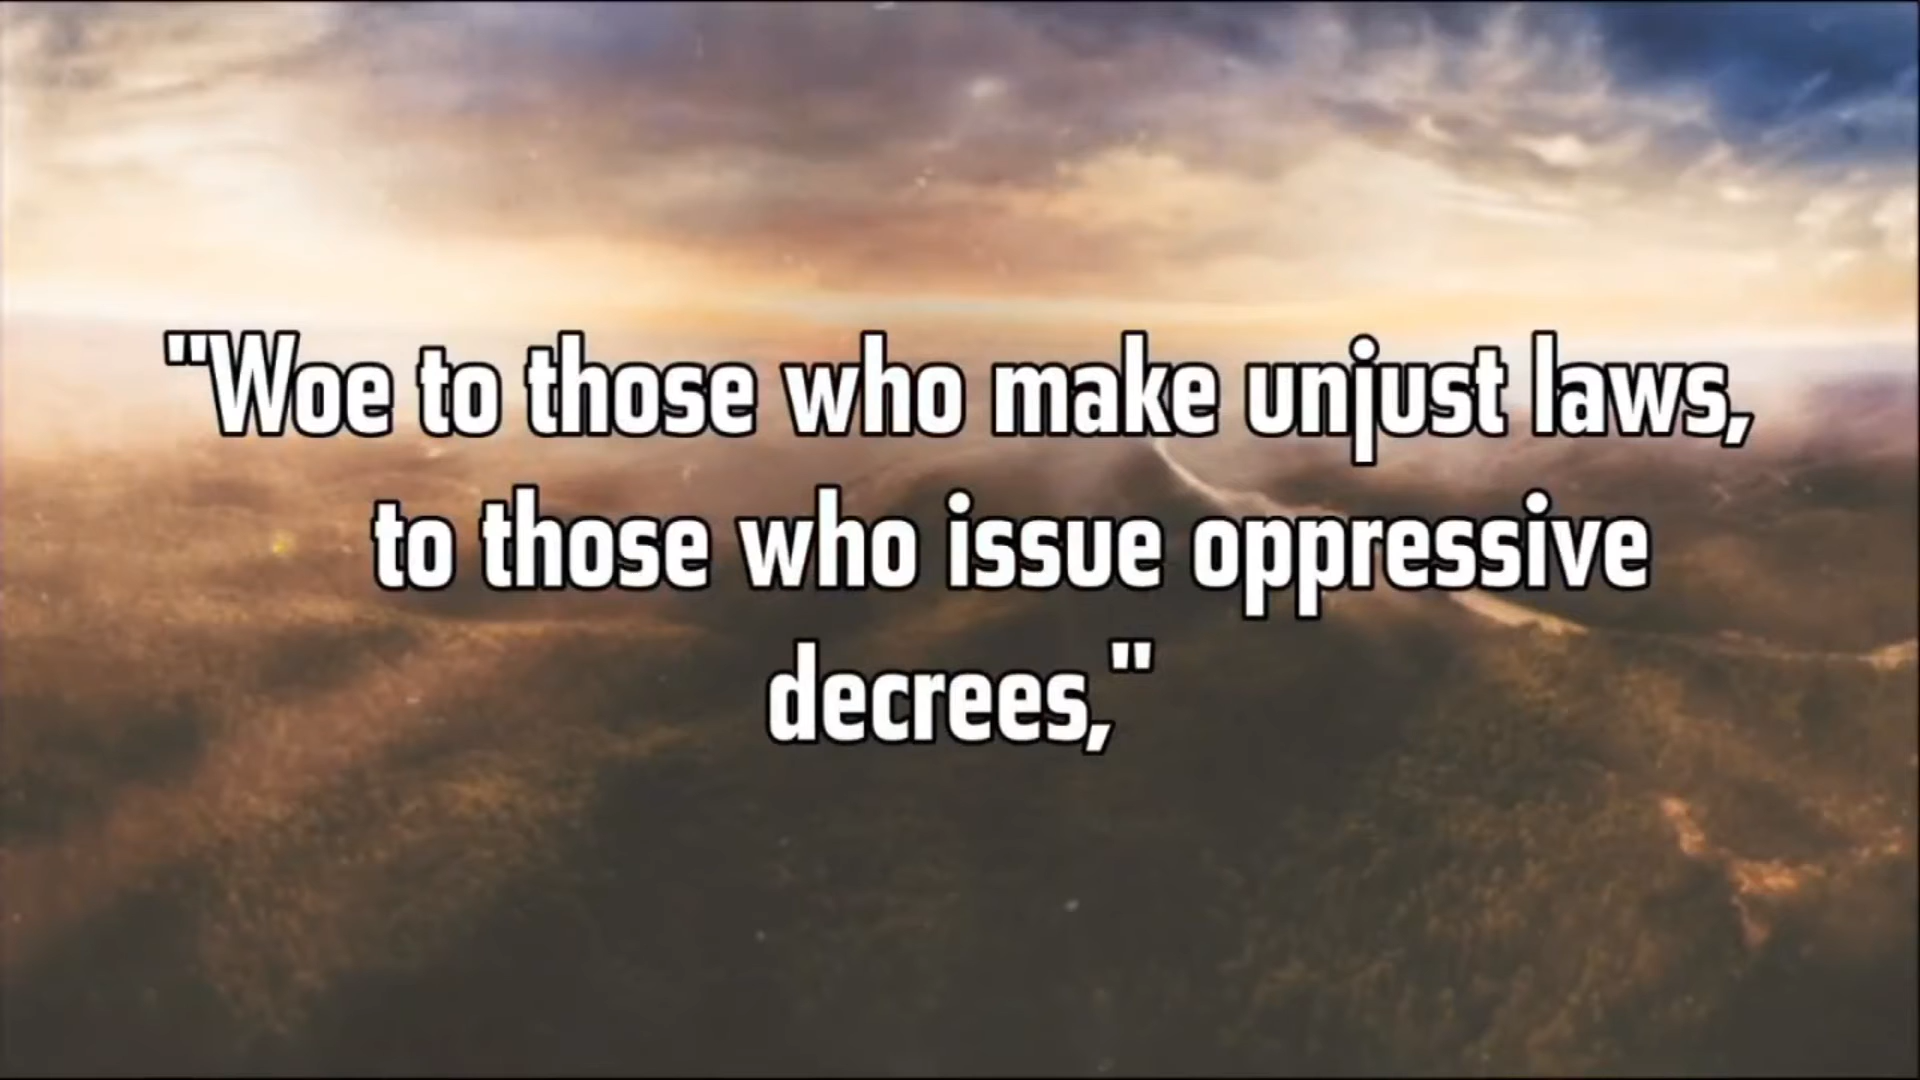 "Woe to those who make unjust laws,
to those who issue oppressive
decrees,"